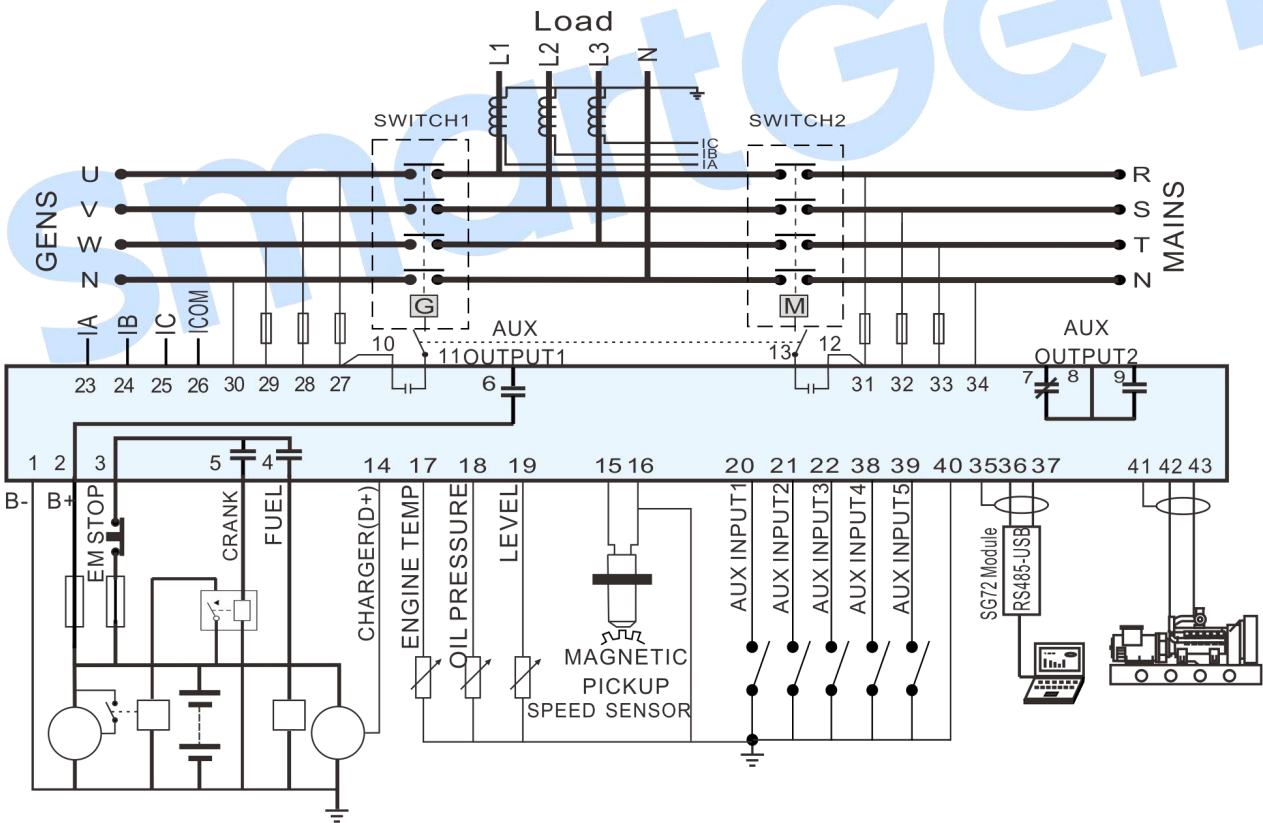 SmartGen
Load
L1 L2 L3 N
SWITCH1 SWITCH2
IC
IB
IA
GENS
U
V
W
N
R
S
T
N
MAINS
G M
IA IB IC ICOM
10 11 AUX
OUTPUT1
13 12 AUX
OUTPUT2
23 24 25 26 30 29 28 27 6 31 32 33 34 7 8 9
1 2 3 5 4 14 17 18 19 15 16 20 21 22 38 39 40 35 36 37 41 42 43
B- B+
EM STOP
CRANK
FUEL
CHARGER(D+)
ENGINE TEMP
OIL PRESSURE
LEVEL
MAGNETIC
PICKUP
SPEED SENSOR
AUX INPUT1
AUX INPUT2
AUX INPUT3
AUX INPUT4
AUX INPUT5
SG72 Module
RS485-USB